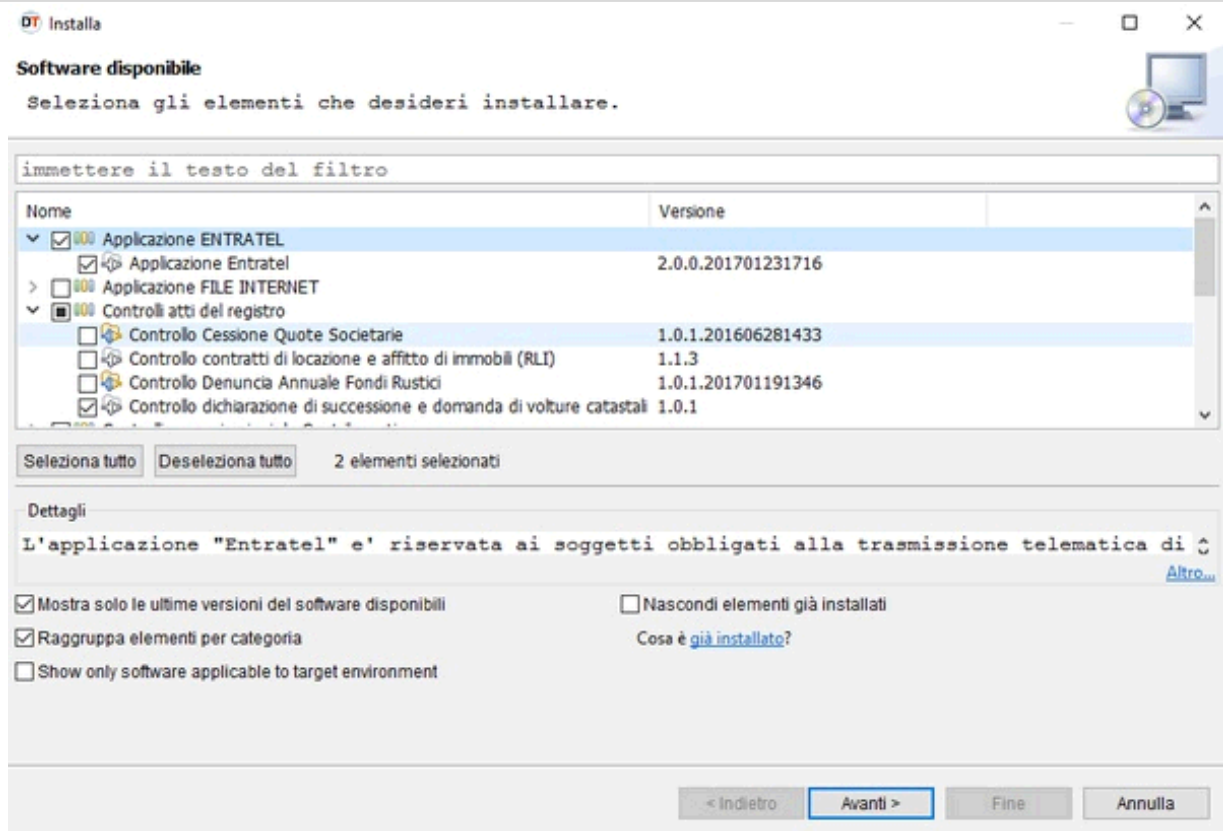 DT Installa
Software disponibile
Seleziona gli elementi che desideri installare.
immettere il testo del filtro
Nome Versione
Applicazione ENTRATEL
Applicazione Entratel 2.0.0.201701231716
Applicazione FILE INTERNET
Controlli atti del registro
Controllo Cessione Quote Societarie 1.0.1.201606281433
Controllo contratti di locazione e affitto di immobili (RLI) 1.1.3
Controllo Denuncia Annuale Fondi Rustici 1.0.1.201701191346
Controllo dichiarazione di successione e domanda di volture catastali 1.0.1
Seleziona tutto Deseleziona tutto 2 elementi selezionati
Dettagli
L'applicazione "Entratel" e' riservata ai soggetti obbligati alla trasmissione telematica di
Altro...
Mostra solo le ultime versioni del software disponibili Nascondi elementi già installati
Raggruppa elementi per categoria Cosa è già installato?
Show only software applicable to target environment
< Indietro Avanti > Fine Annulla